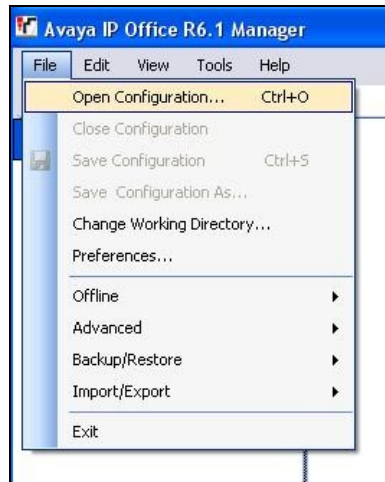 Avaya IP Office R6.1 Manager
File Edit View Tools Help
Open Configuration... Ctrl+O
Close Configuration
Save Configuration Ctrl+S
Save Configuration As...
Change Working Directory...
Preferences...
Offline
Advanced
Backup/Restore
Import/Export
Exit